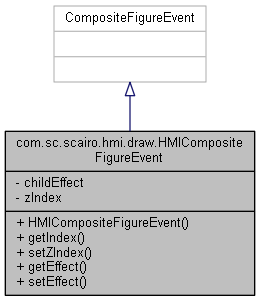 CompositeFigureEvent
com.sc.scairo.hmi.draw.HMIComposite
FigureEvent
- childEffect
- zIndex
+ HMICompositeFigureEvent()
+ getIndex()
+ setZIndex()
+ getEffect()
+ setEffect()